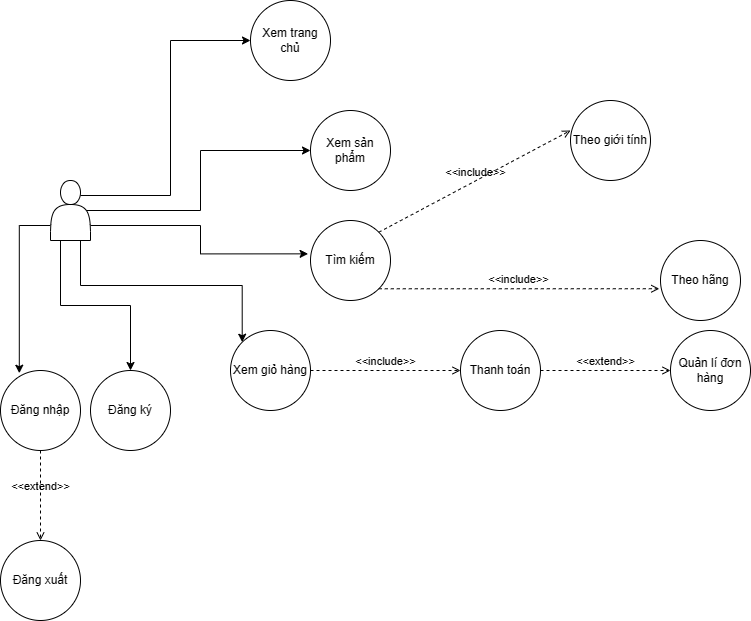 Xem trang
chủ
Xem sản
phẩm
Theo giới tính
<<include>>
Tìm kiếm
<<include>>
Theo hãng
Xem giỏ hàng
<<include>>
Thanh toán
<<extend>>
Quản lí đơn
hàng
Đăng nhập
Đăng ký
<<extend>>
Đăng xuất